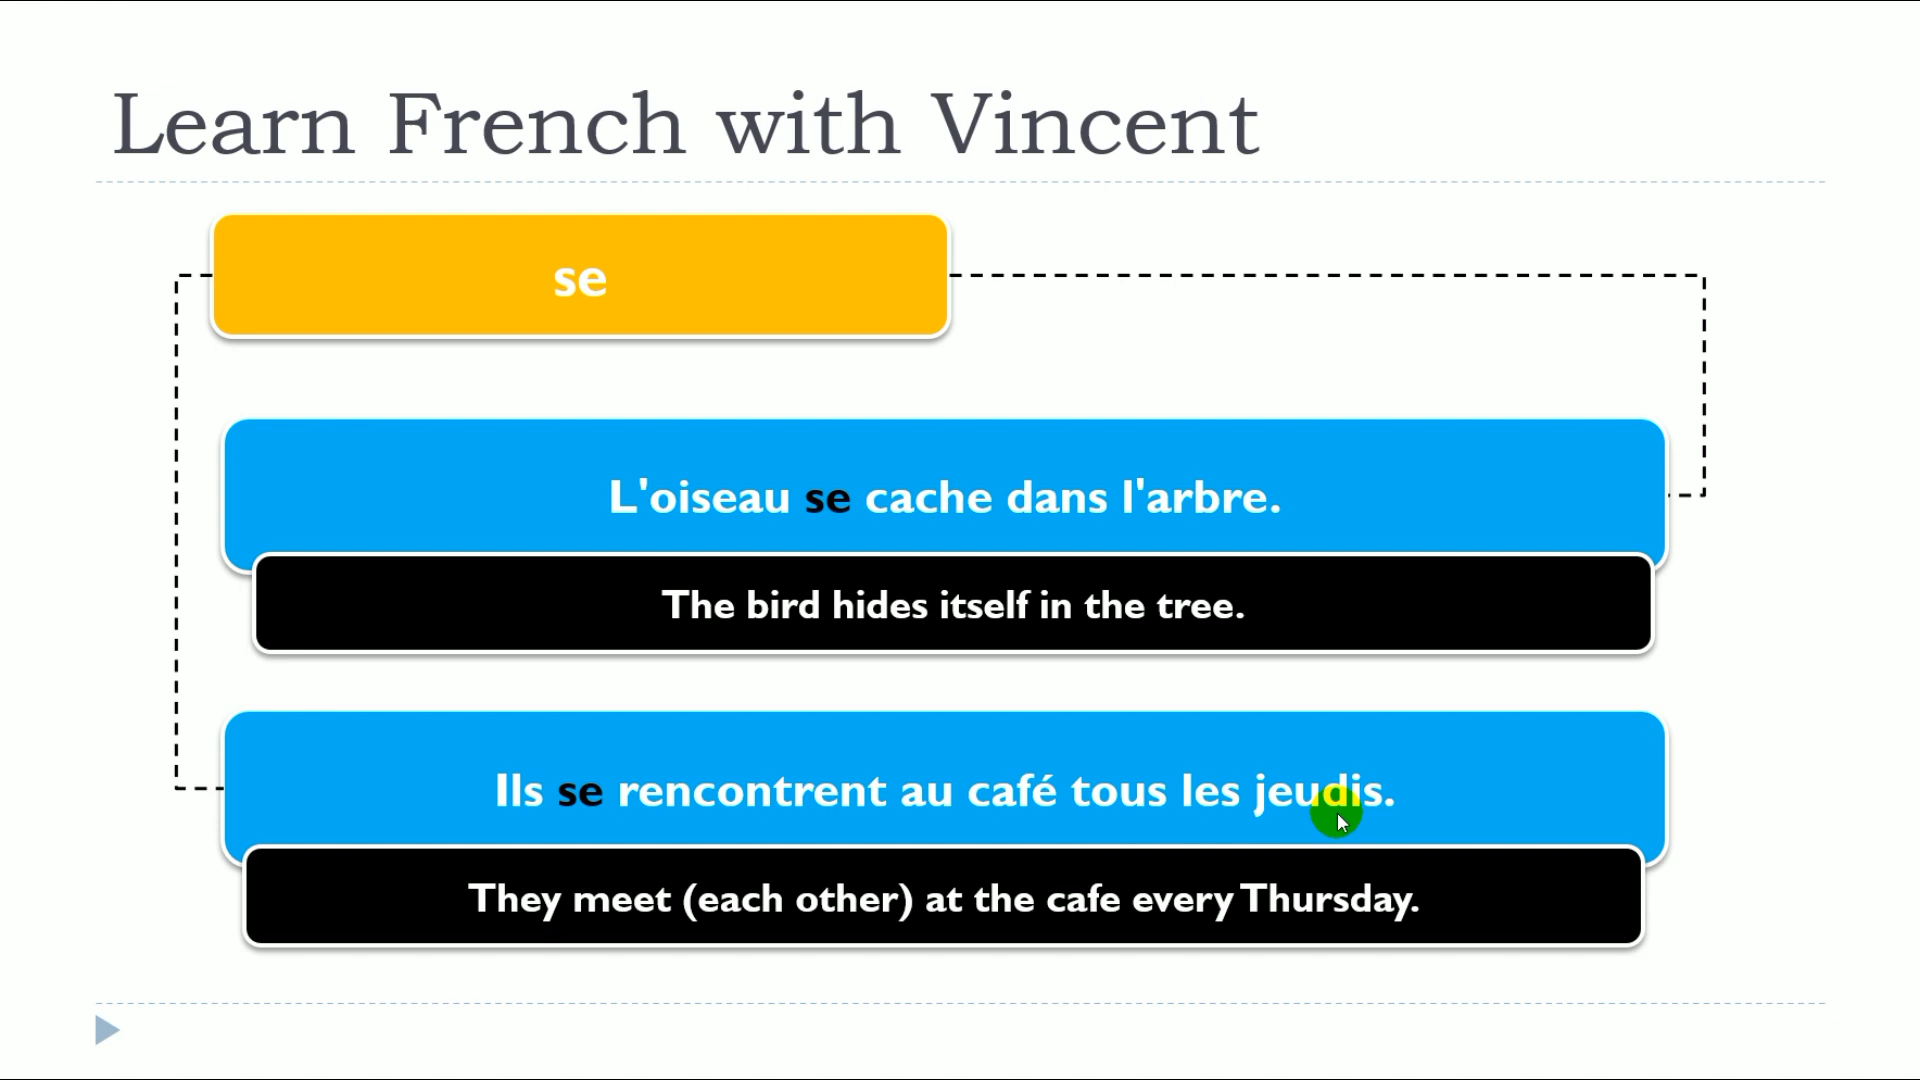 Learn French with Vincent
se
L'oiseau se cache dans l'arbre.
The bird hides itself in the tree.
Ils se rencontrent au café tous les jeudis.
They meet (each other) at the cafe every Thursday.